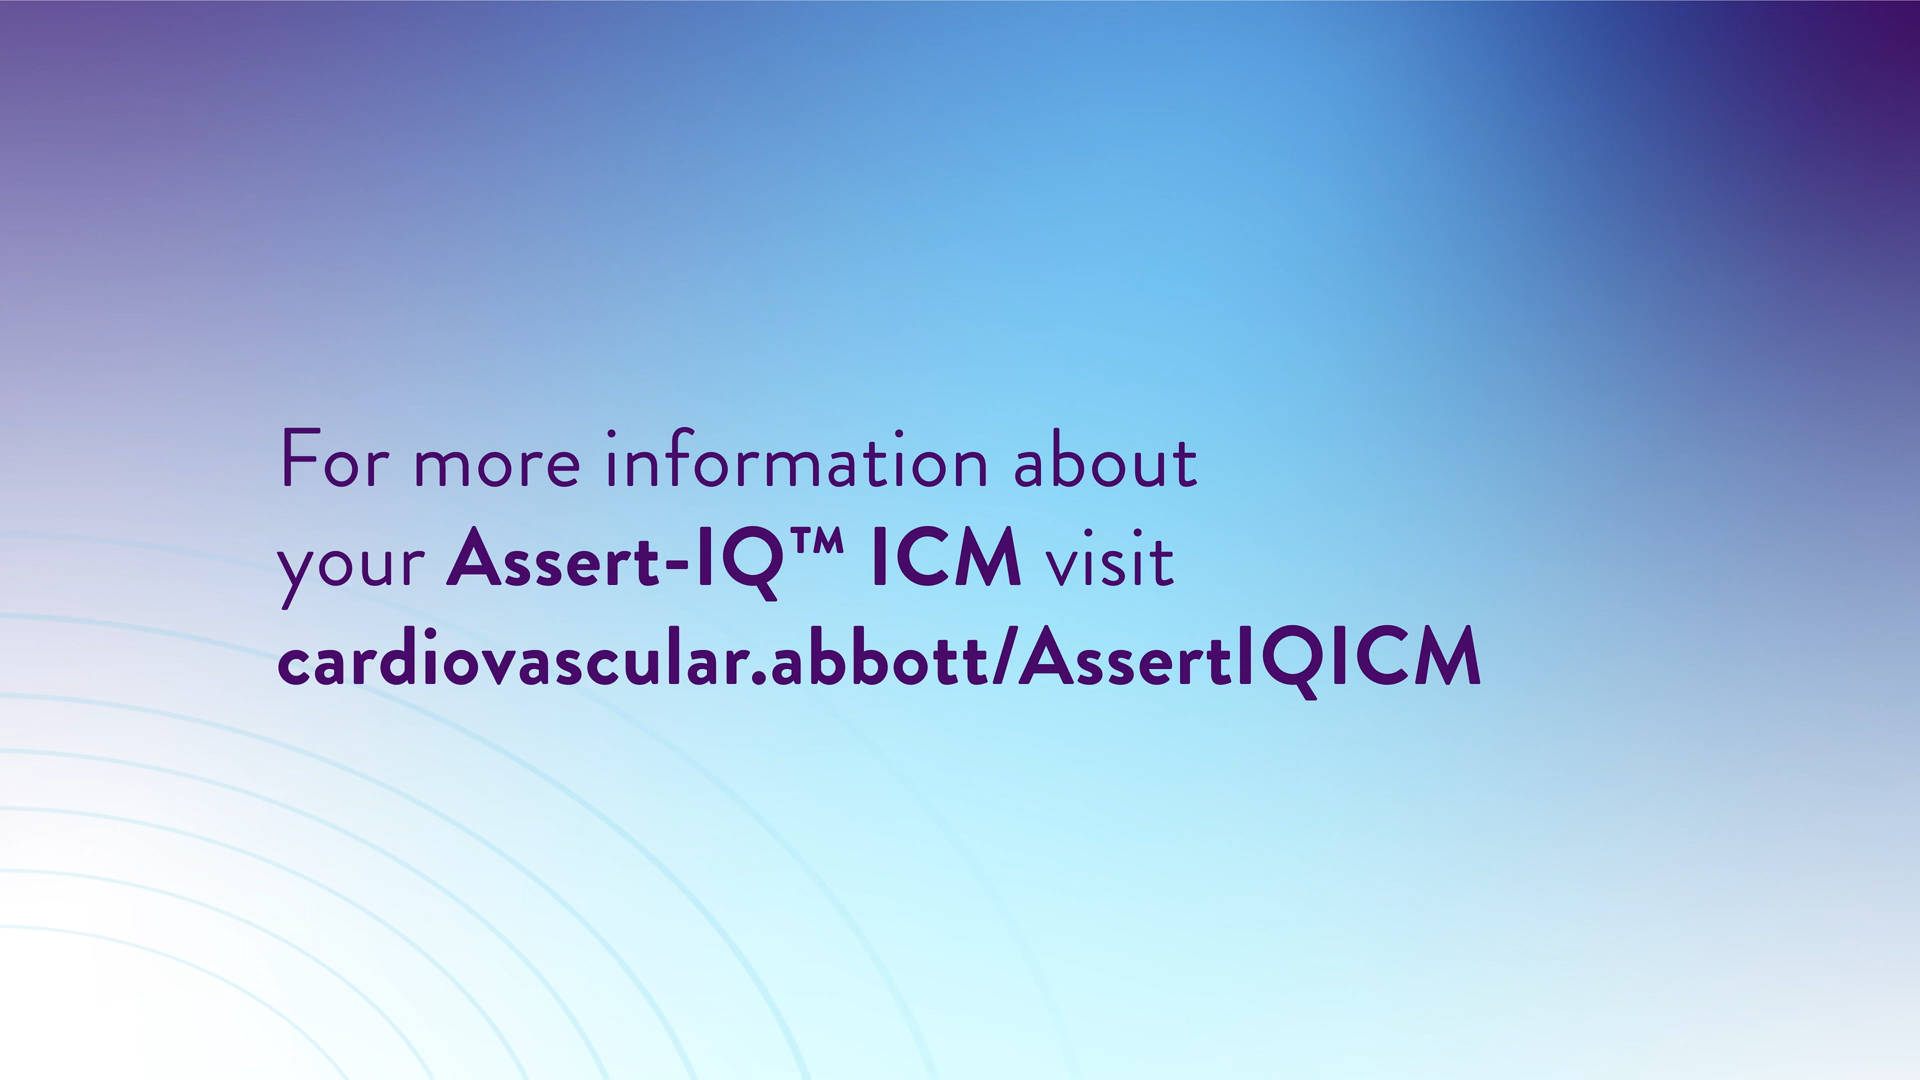 For more information about
your Assert-IQ™ ICM visit
cardiovascular.abbott/AssertIQICM